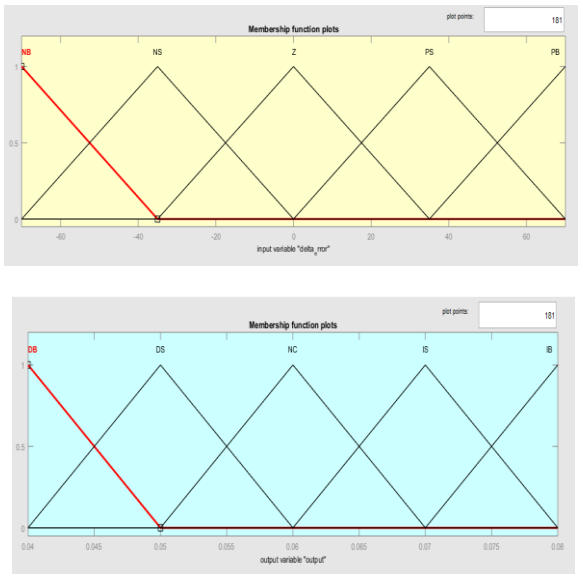 plot points: 181
Membership function plots
NB NS Z PS PB
1
0.5
0
-60 -40 -20 0 20 40 60
input variable "delta_error"
plot points: 181
Membership function plots
DB DS NC IS IB
1
0.5
0
0.04 0.045 0.05 0.055 0.06 0.065 0.07 0.075 0.08
output variable "output"